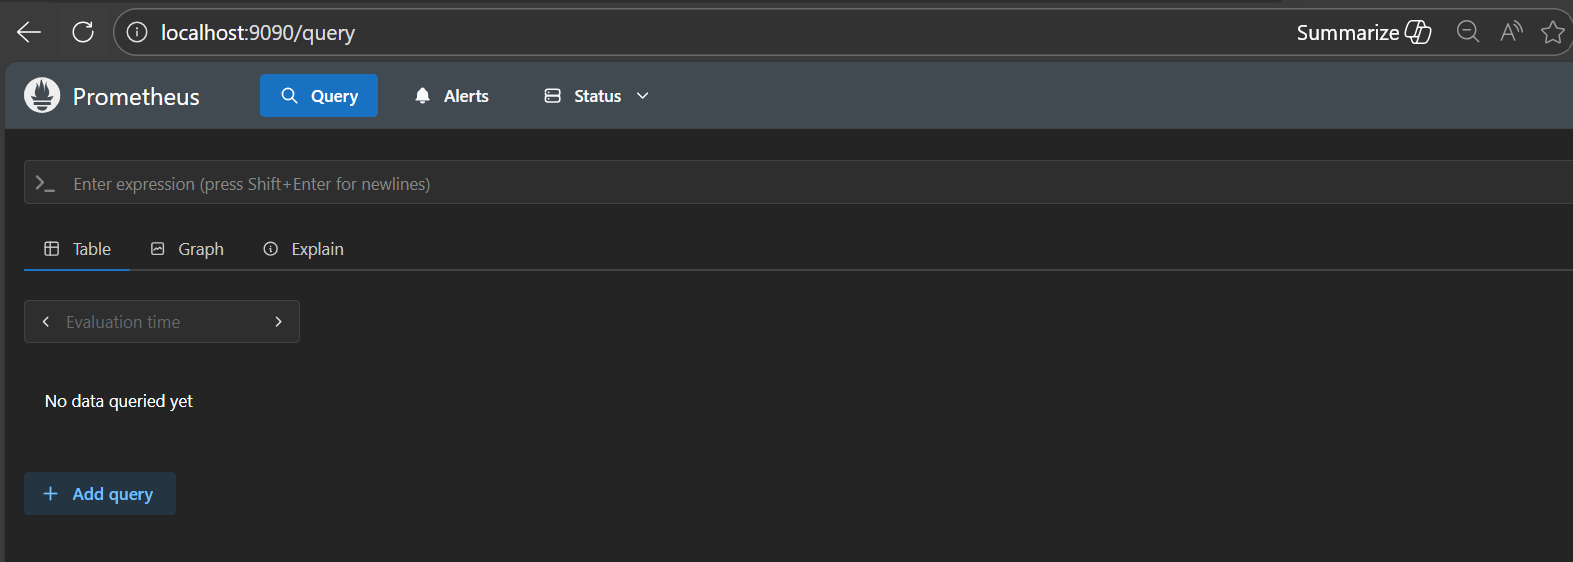 localhost:9090/query Summarize
Prometheus Query Alerts Status
Enter expression (press Shift+Enter for newlines)
Table Graph Explain
Evaluation time
No data queried yet
+ Add query